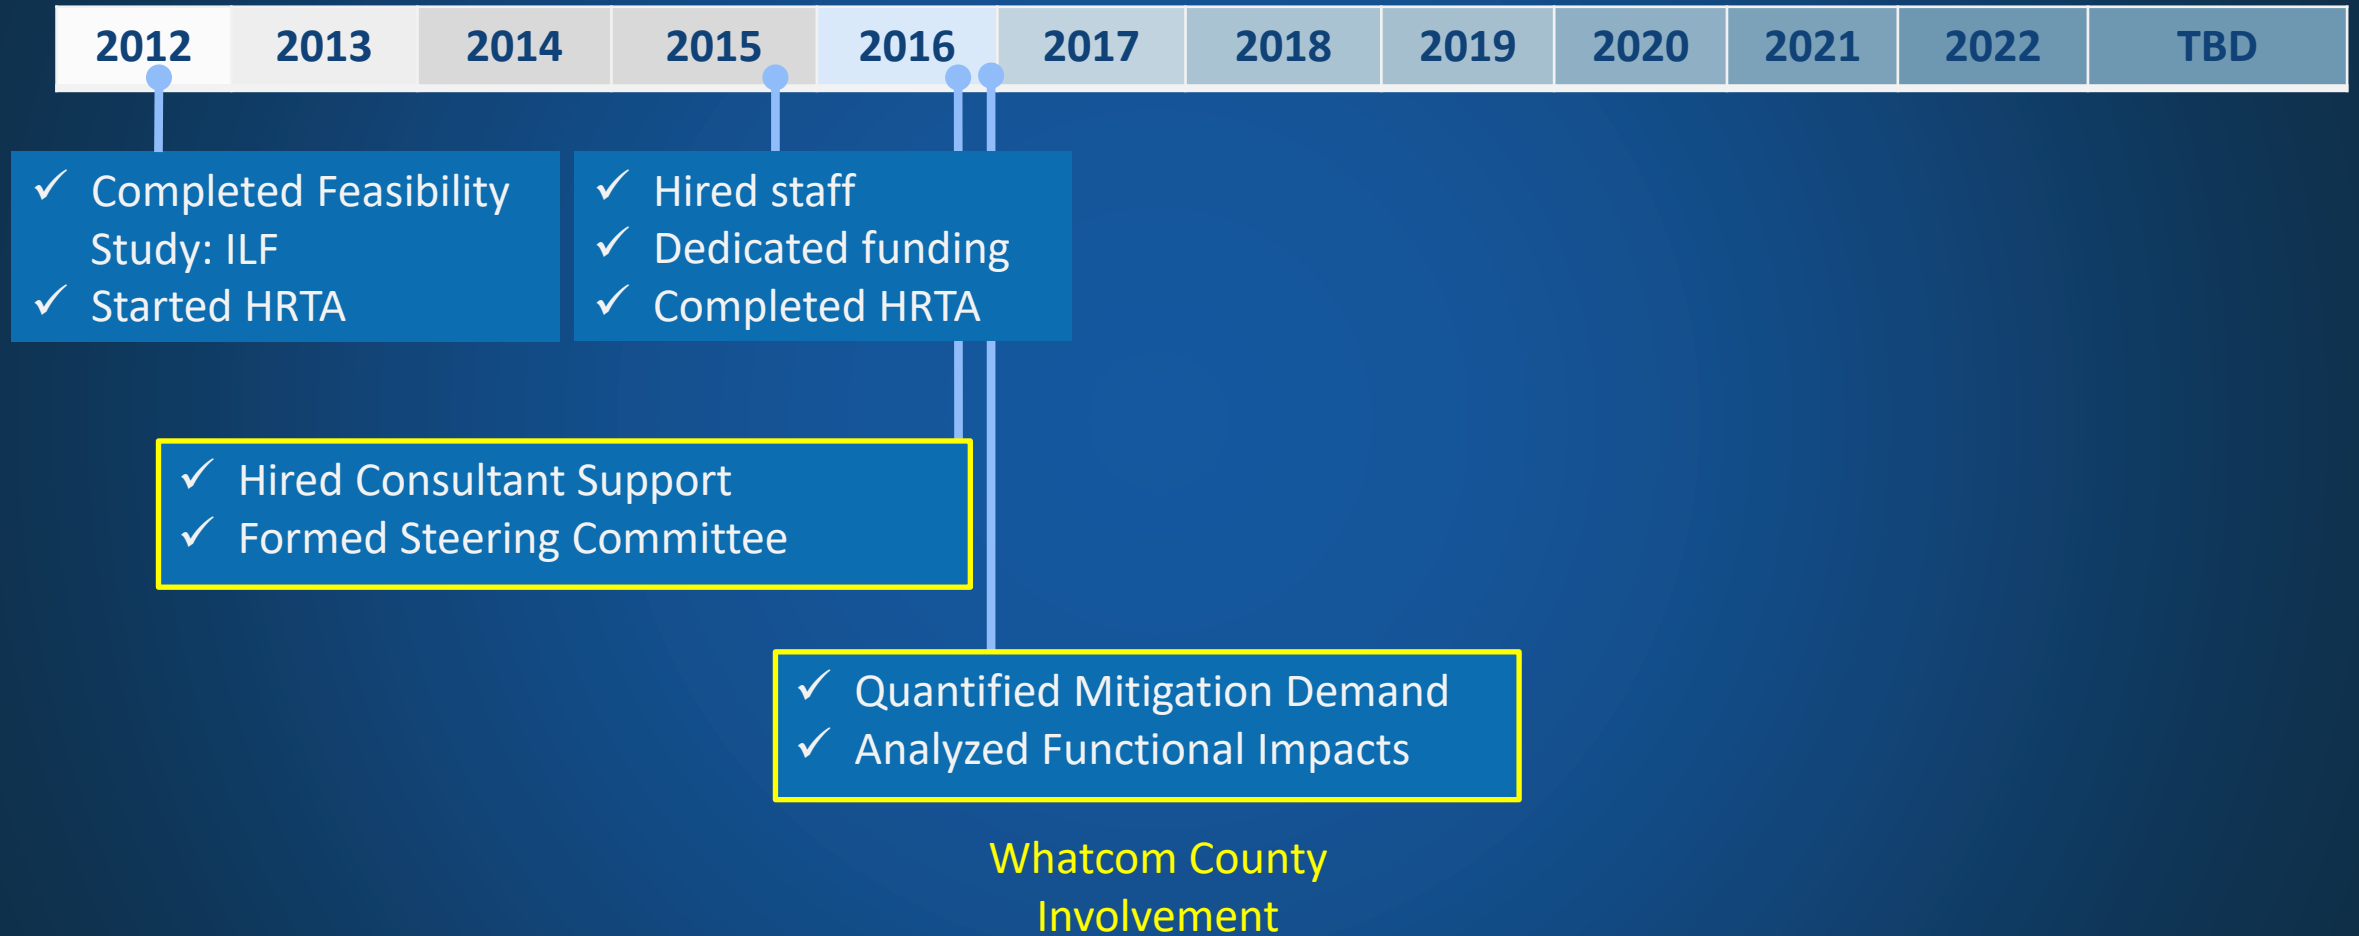 2012 2013 2014 2015 2016 2017 2018 2019 2020 2021 2022 TBD
✓ Completed Feasibility
Study: ILF
✓ Started HRTA
✓ Hired staff
✓ Dedicated funding
✓ Completed HRTA
✓ Hired Consultant Support
✓ Formed Steering Committee
✓ Quantified Mitigation Demand
✓ Analyzed Functional Impacts
Whatcom County
Involvement